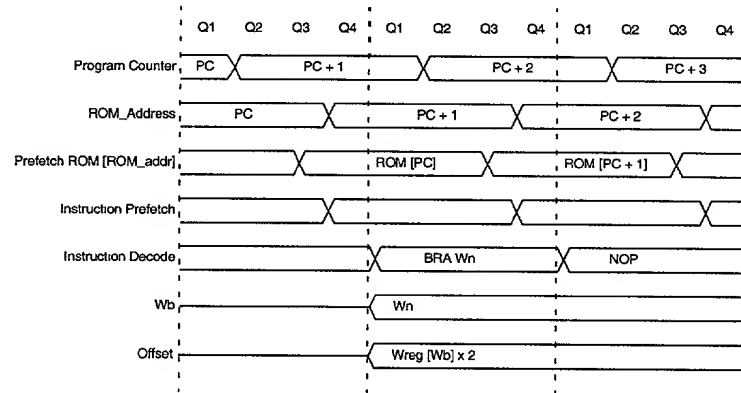 Q1 Q2 Q3 Q4 Q1 Q2 Q3 Q4 Q1 Q2 Q3 Q4
Program Counter PC PC + 1 PC + 2 PC + 3
ROM_Address PC PC + 1 PC + 2
Prefetch ROM [ROM_addr] ROM [PC] ROM [PC + 1]
Instruction Prefetch
Instruction Decode BRA Wn NOP
Wb Wn
Offset Wreg [Wb] x 2